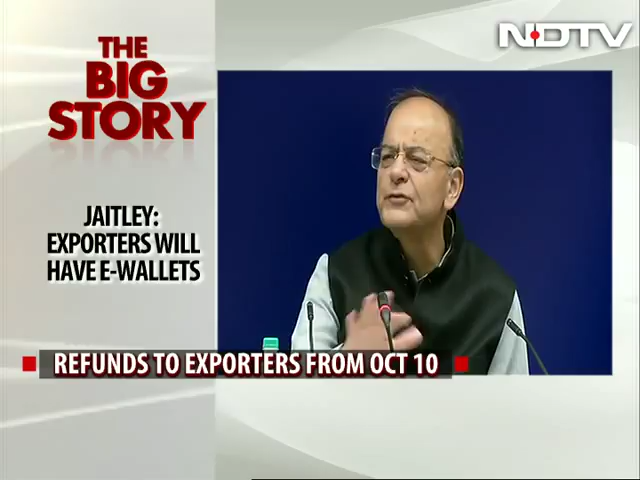 NDTV
THE
BIG
STORY
JAITLEY:
EXPORTERS WILL
HAVE E-WALLETS
REFUNDS TO EXPORTERS FROM OCT 10